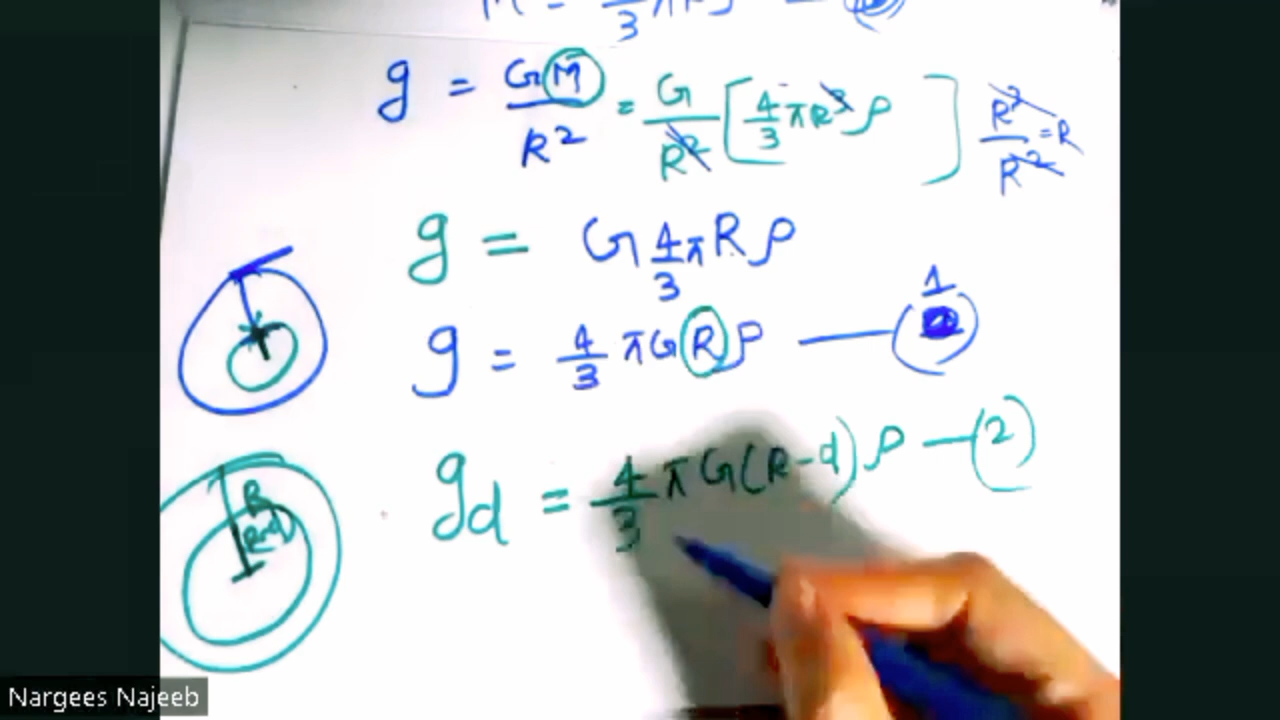 g = GM/R² = G/R² [4/3 πR³ρ] R³/R² = R
g = G 4/3 πRρ
g = 4/3 πGRρ — (1)
gd = 4/3 πG(R-d)ρ — (2)
R
R-d
Nargees Najeeb